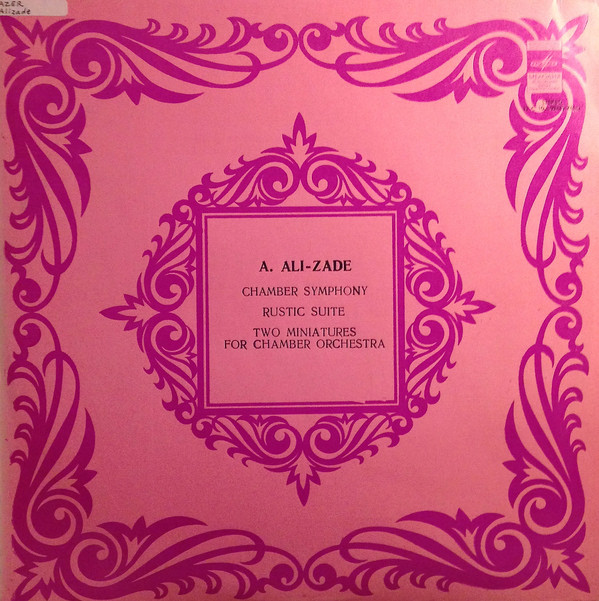 AZER
Alizade
A. ALI-ZADE
CHAMBER SYMPHONY
RUSTIC SUITE
TWO MINIATURES
FOR CHAMBER ORCHESTRA